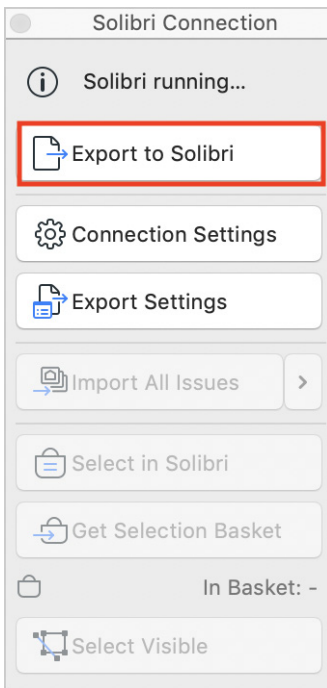 Solibri Connection
Solibri running...
Export to Solibri
Connection Settings
Export Settings
Import All Issues
Select in Solibri
Get Selection Basket
In Basket: -
Select Visible